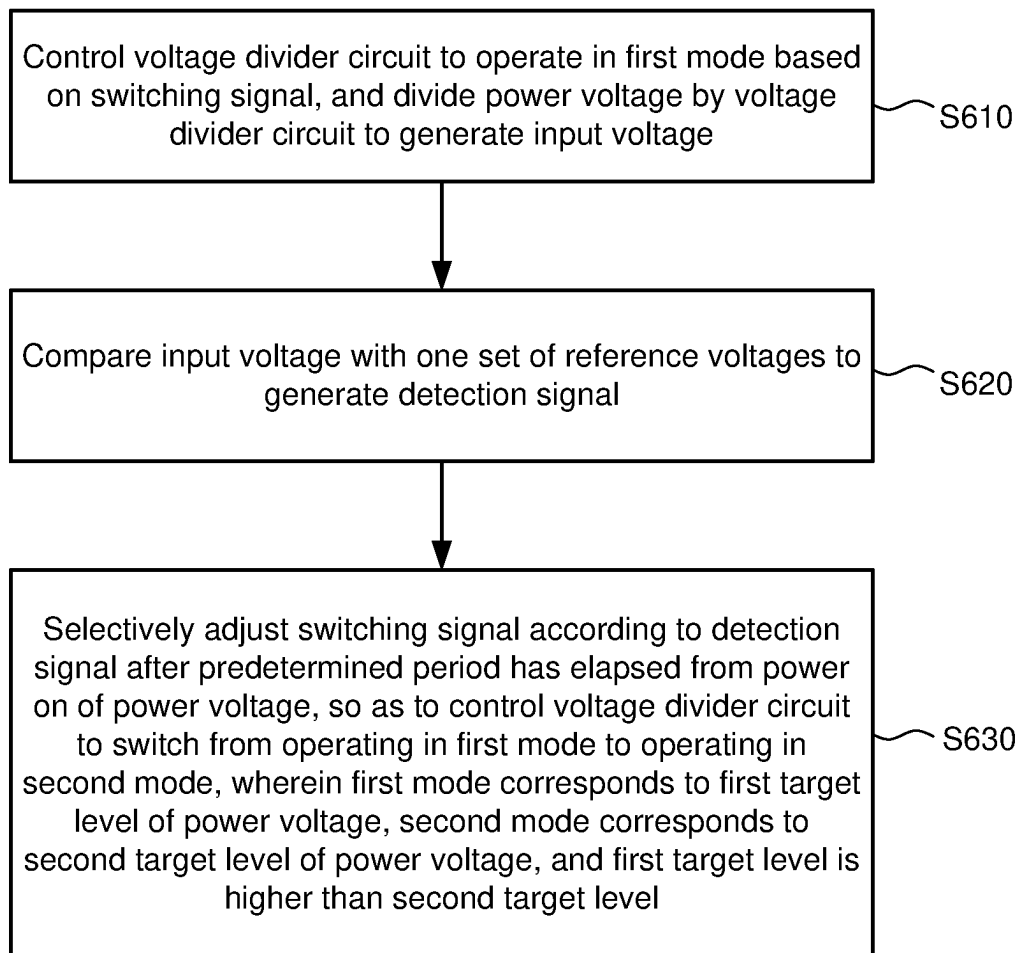 Control voltage divider circuit to operate in first mode based
on switching signal, and divide power voltage by voltage
divider circuit to generate input voltage
S610
Compare input voltage with one set of reference voltages to
generate detection signal
S620
Selectively adjust switching signal according to detection
signal after predetermined period has elapsed from power
on of power voltage, so as to control voltage divider circuit
to switch from operating in first mode to operating in
second mode, wherein first mode corresponds to first target
level of power voltage, second mode corresponds to
second target level of power voltage, and first target level is
higher than second target level
S630